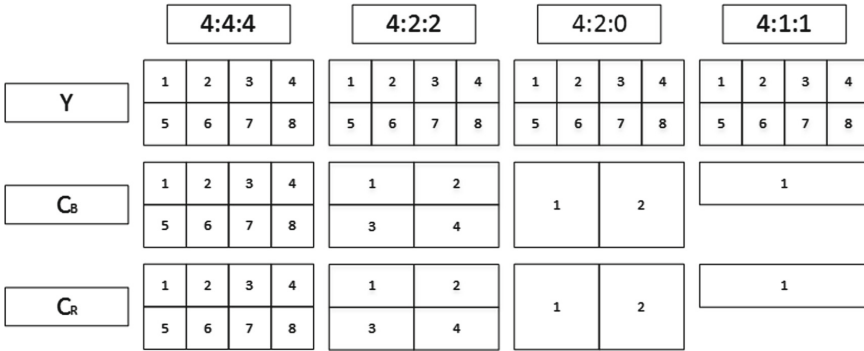 4:4:4 4:2:2 4:2:0 4:1:1
Y 1 2 3 4 1 2 3 4 1 2 3 4 1 2 3 4
5 6 7 8 5 6 7 8 5 6 7 8 5 6 7 8
CB 1 2 3 4 1 2 1 2 1
5 6 7 8 3 4
CR 1 2 3 4 1 2 1 2 1
5 6 7 8 3 4